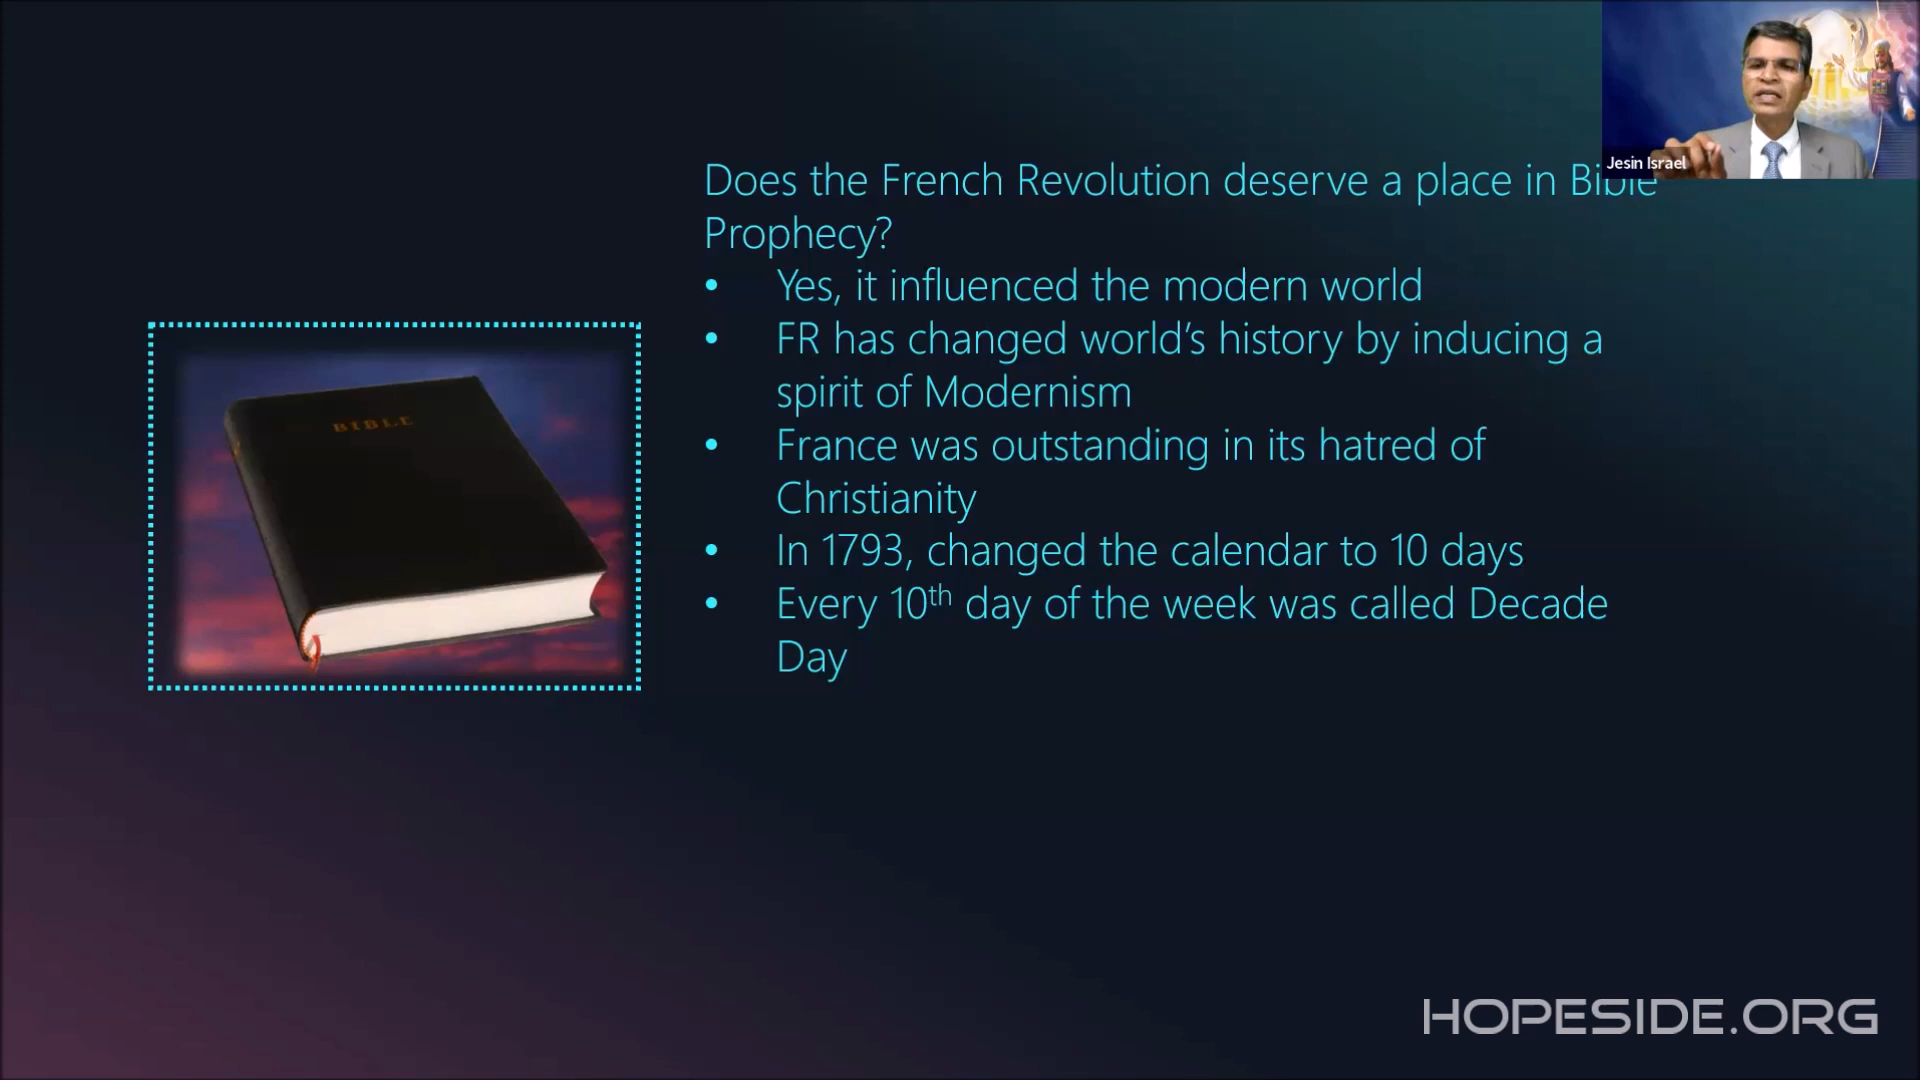 Jesin Israel
Does the French Revolution deserve a place in Bible
Prophecy?
• Yes, it influenced the modern world
• FR has changed world’s history by inducing a
spirit of Modernism
• France was outstanding in its hatred of
Christianity
• In 1793, changed the calendar to 10 days
• Every 10th day of the week was called Decade
Day
BIBLE
HOPESIDE.ORG